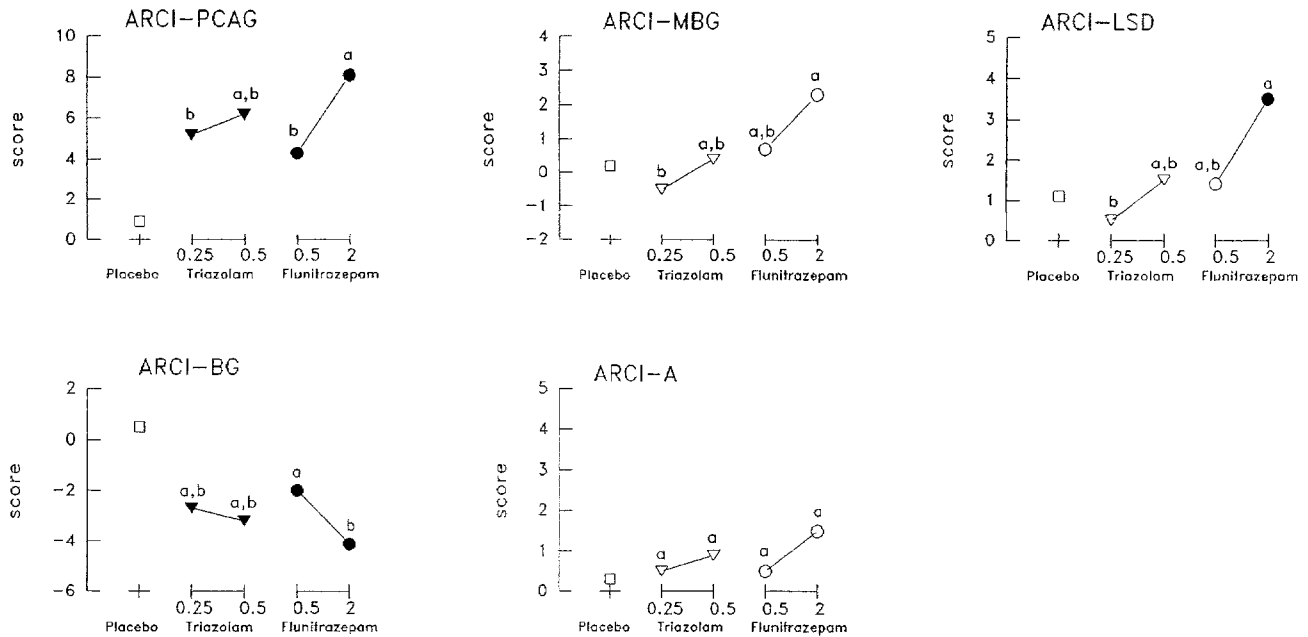 ARCI-PCAG
10
8
6
4
2
0
score
b
a,b
b
a
0.25
0.5
0.5
2
Placebo
Triazolam
Flunitrazepam
ARCI-MBG
4
3
2
1
0
-1
-2
score
b
a,b
a,b
a
0.25
0.5
0.5
2
Placebo
Triazolam
Flunitrazepam
ARCI-LSD
5
4
3
2
1
0
score
b
a,b
a,b
a
0.25
0.5
0.5
2
Placebo
Triazolam
Flunitrazepam
ARCI-BG
2
0
-2
-4
-6
score
a,b
a,b
a
b
0.25
0.5
0.5
2
Placebo
Triazolam
Flunitrazepam
ARCI-A
5
4
3
2
1
0
score
a
a
a
a
0.25
0.5
0.5
2
Placebo
Triazolam
Flunitrazepam